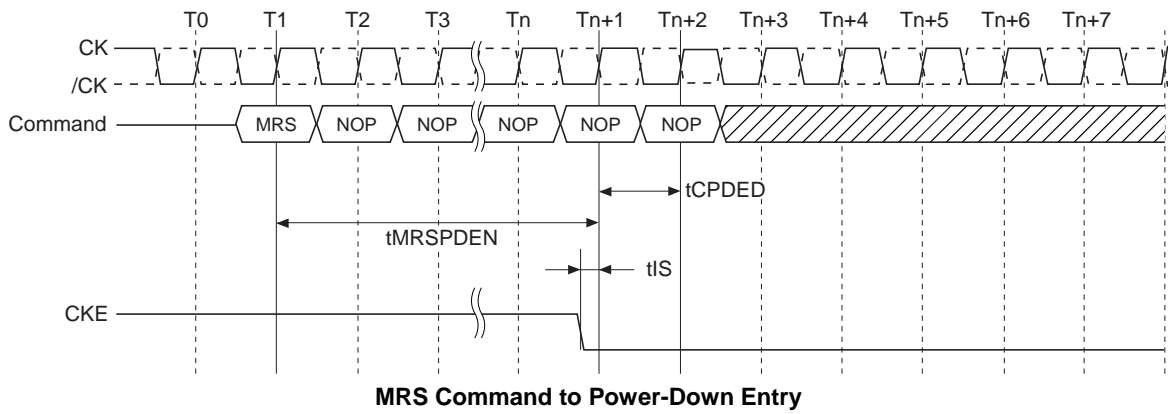 T0 T1 T2 T3 Tn Tn+1 Tn+2 Tn+3 Tn+4 Tn+5 Tn+6 Tn+7
CK
/CK
Command MRS NOP NOP NOP NOP NOP
tCPDED
tMRSPDEN
tIS
CKE
MRS Command to Power-Down Entry